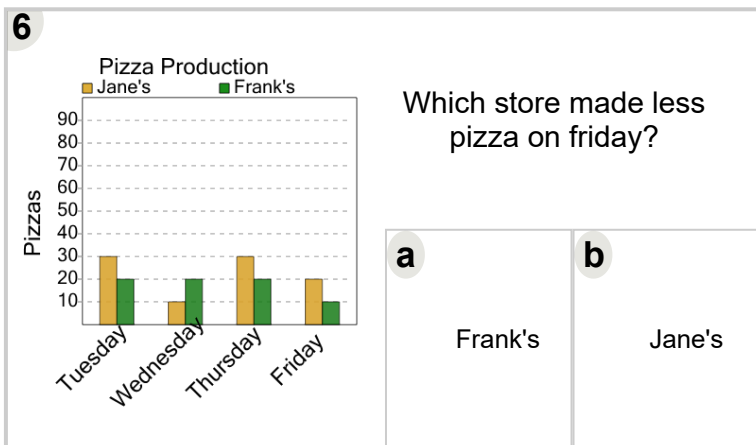 6
Pizza Production
Jane's Frank's
90
80
70
60
50
40
30
20
10
Pizzas
Tuesday
Wednesday
Thursday
Friday
Which store made less
pizza on friday?
a
Frank's
b
Jane's